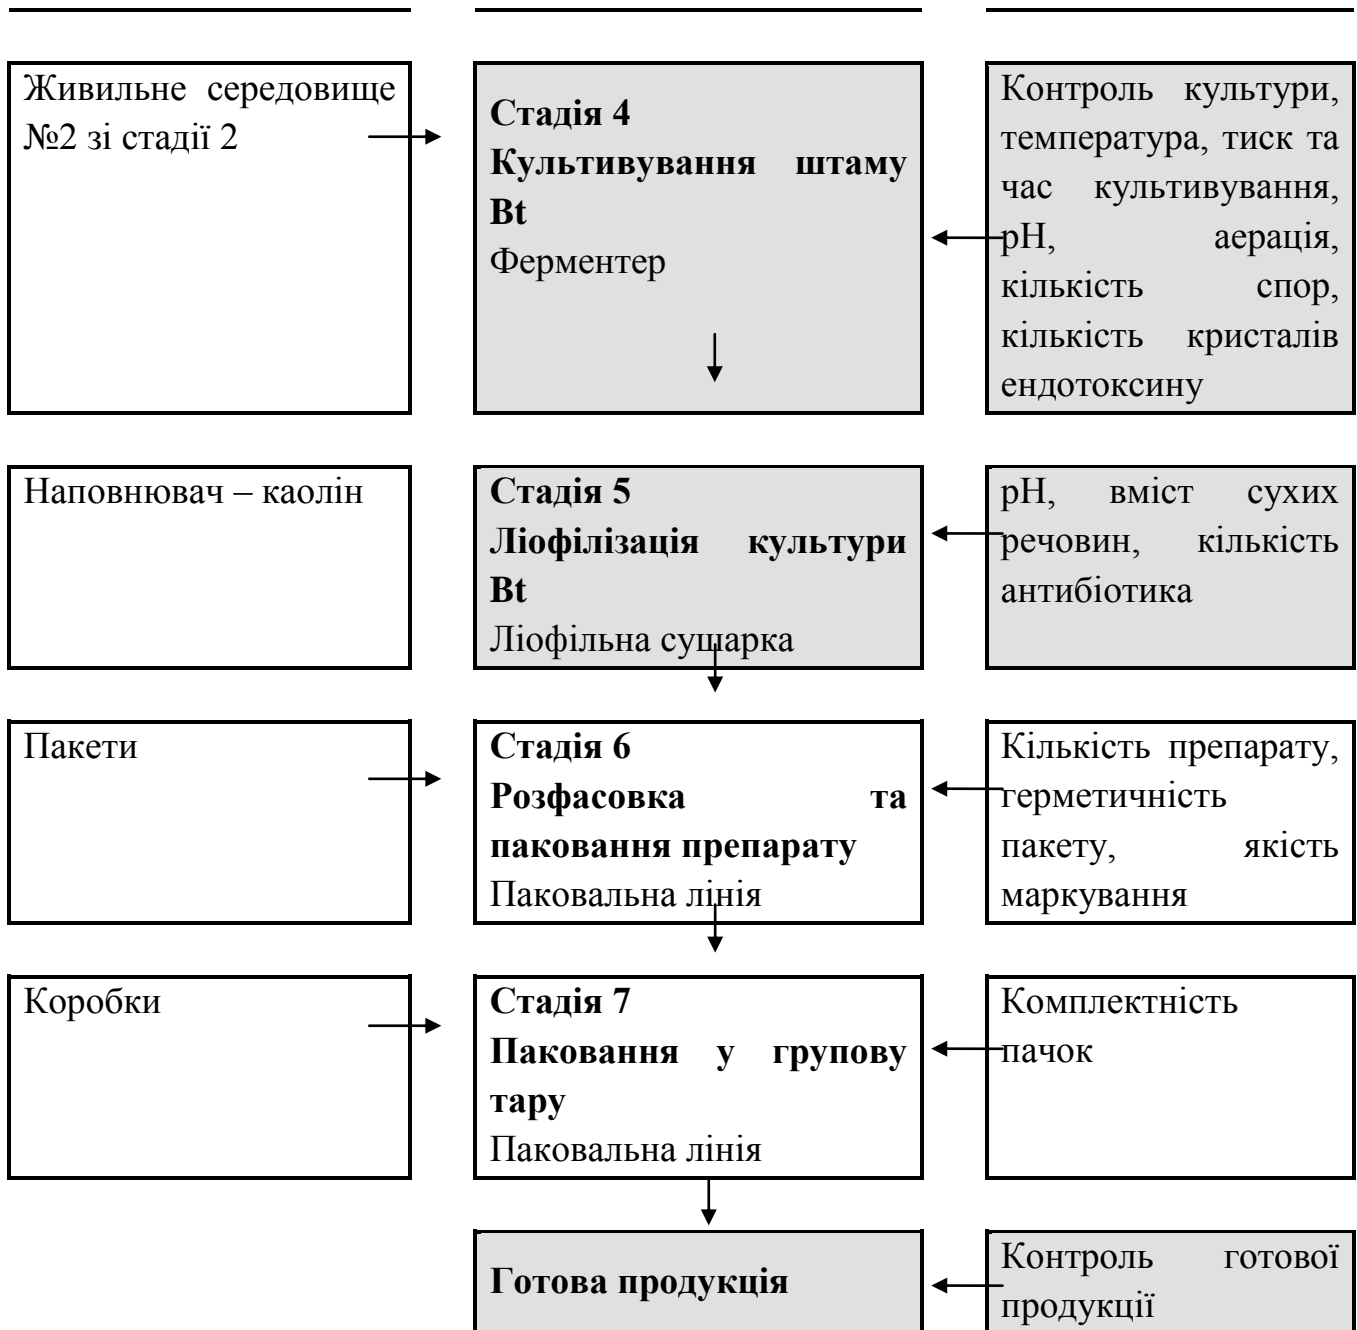 Живильне середовище
№2 зі стадії 2
Стадія 4
Культивування штаму
Bt
Ферментер
Контроль культури,
температура, тиск та
час культивування,
pH, аерація,
кількість спор,
кількість кристалів
ендотоксину
Наповнювач – каолін
Стадія 5
Ліофілізація культури
Bt
Ліофільна сушарка
pH, вміст сухих
речовин, кількість
антибіотика
Пакети
Стадія 6
Розфасовка та
паковання препарату
Паковальна лінія
Кількість препарату,
герметичність
пакету, якість
маркування
Коробки
Стадія 7
Паковання у групову
тару
Паковальна лінія
Комплектність
пачок
Готова продукція
Контроль готової
продукції